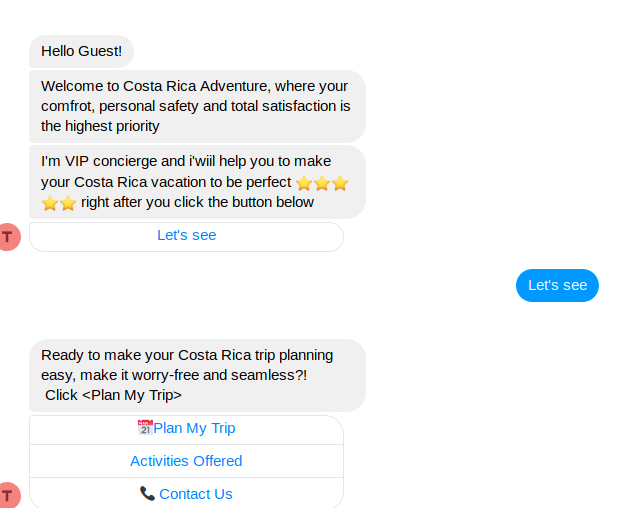 Hello Guest!
Welcome to Costa Rica Adventure, where your
comfrot, personal safety and total satisfaction is
the highest priority
I'm VIP concierge and i'wiil help you to make
your Costa Rica vacation to be perfect ⭐⭐⭐
⭐⭐ right after you click the button below
Let's see
T
Let's see
Ready to make your Costa Rica trip planning
easy, make it worry-free and seamless?!
Click <Plan My Trip>
📅Plan My Trip
Activities Offered
📞 Contact Us
T